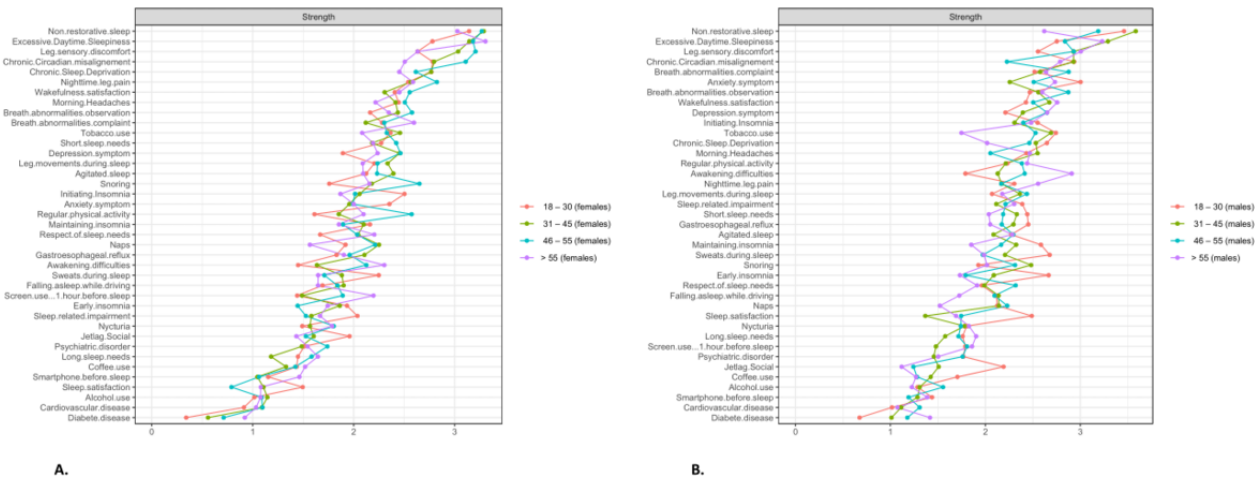 Strength
Non.restorative.sleep
Excessive.Daytime.Sleepiness
Leg.sensory.discomfort
Chronic.Circadian.misalignement
Chronic.Sleep.Deprivation
Nighttime.leg.pain
Wakefulness.satisfaction
Morning.Headaches
Breath.abnormalities.observation
Breath.abnormalities.complaint
Tobacco.use
Short.sleep.needs
Depression.symptom
Leg.movements.during.sleep
Agitated.sleep
Snoring
Initiating.Insomnia
Anxiety.symptom
Regular.physical.activity
Maintaining.insomnia
Respect.of.sleep.needs
Naps
Gastroesophageal.reflux
Awakening.difficulties
Sweats.during.sleep
Falling.asleep.while.driving
Screen.use...1.hour.before.sleep
Early.insomnia
Sleep.related.impairment
Nycturia
Jetlag.Social
Psychiatric.disorder
Long.sleep.needs
Coffee.use
Smartphone.before.sleep
Sleep.satisfaction
Alcohol.use
Cardiovascular.disease
Diabete.disease
0 1 2 3
18 – 30 (females)
31 – 45 (females)
46 – 55 (females)
> 55 (females)
A.
Strength
Non.restorative.sleep
Excessive.Daytime.Sleepiness
Leg.sensory.discomfort
Chronic.Circadian.misalignement
Breath.abnormalities.complaint
Anxiety.symptom
Breath.abnormalities.observation
Wakefulness.satisfaction
Depression.symptom
Initiating.Insomnia
Tobacco.use
Chronic.Sleep.Deprivation
Morning.Headaches
Regular.physical.activity
Awakening.difficulties
Nighttime.leg.pain
Leg.movements.during.sleep
Sleep.related.impairment
Short.sleep.needs
Gastroesophageal.reflux
Agitated.sleep
Maintaining.insomnia
Sweats.during.sleep
Snoring
Early.insomnia
Respect.of.sleep.needs
Falling.asleep.while.driving
Naps
Sleep.satisfaction
Nycturia
Long.sleep.needs
Screen.use...1.hour.before.sleep
Psychiatric.disorder
Jetlag.Social
Coffee.use
Alcohol.use
Smartphone.before.sleep
Cardiovascular.disease
Diabete.disease
0 1 2 3
18 – 30 (males)
31 – 45 (males)
46 – 55 (males)
> 55 (males)
B.